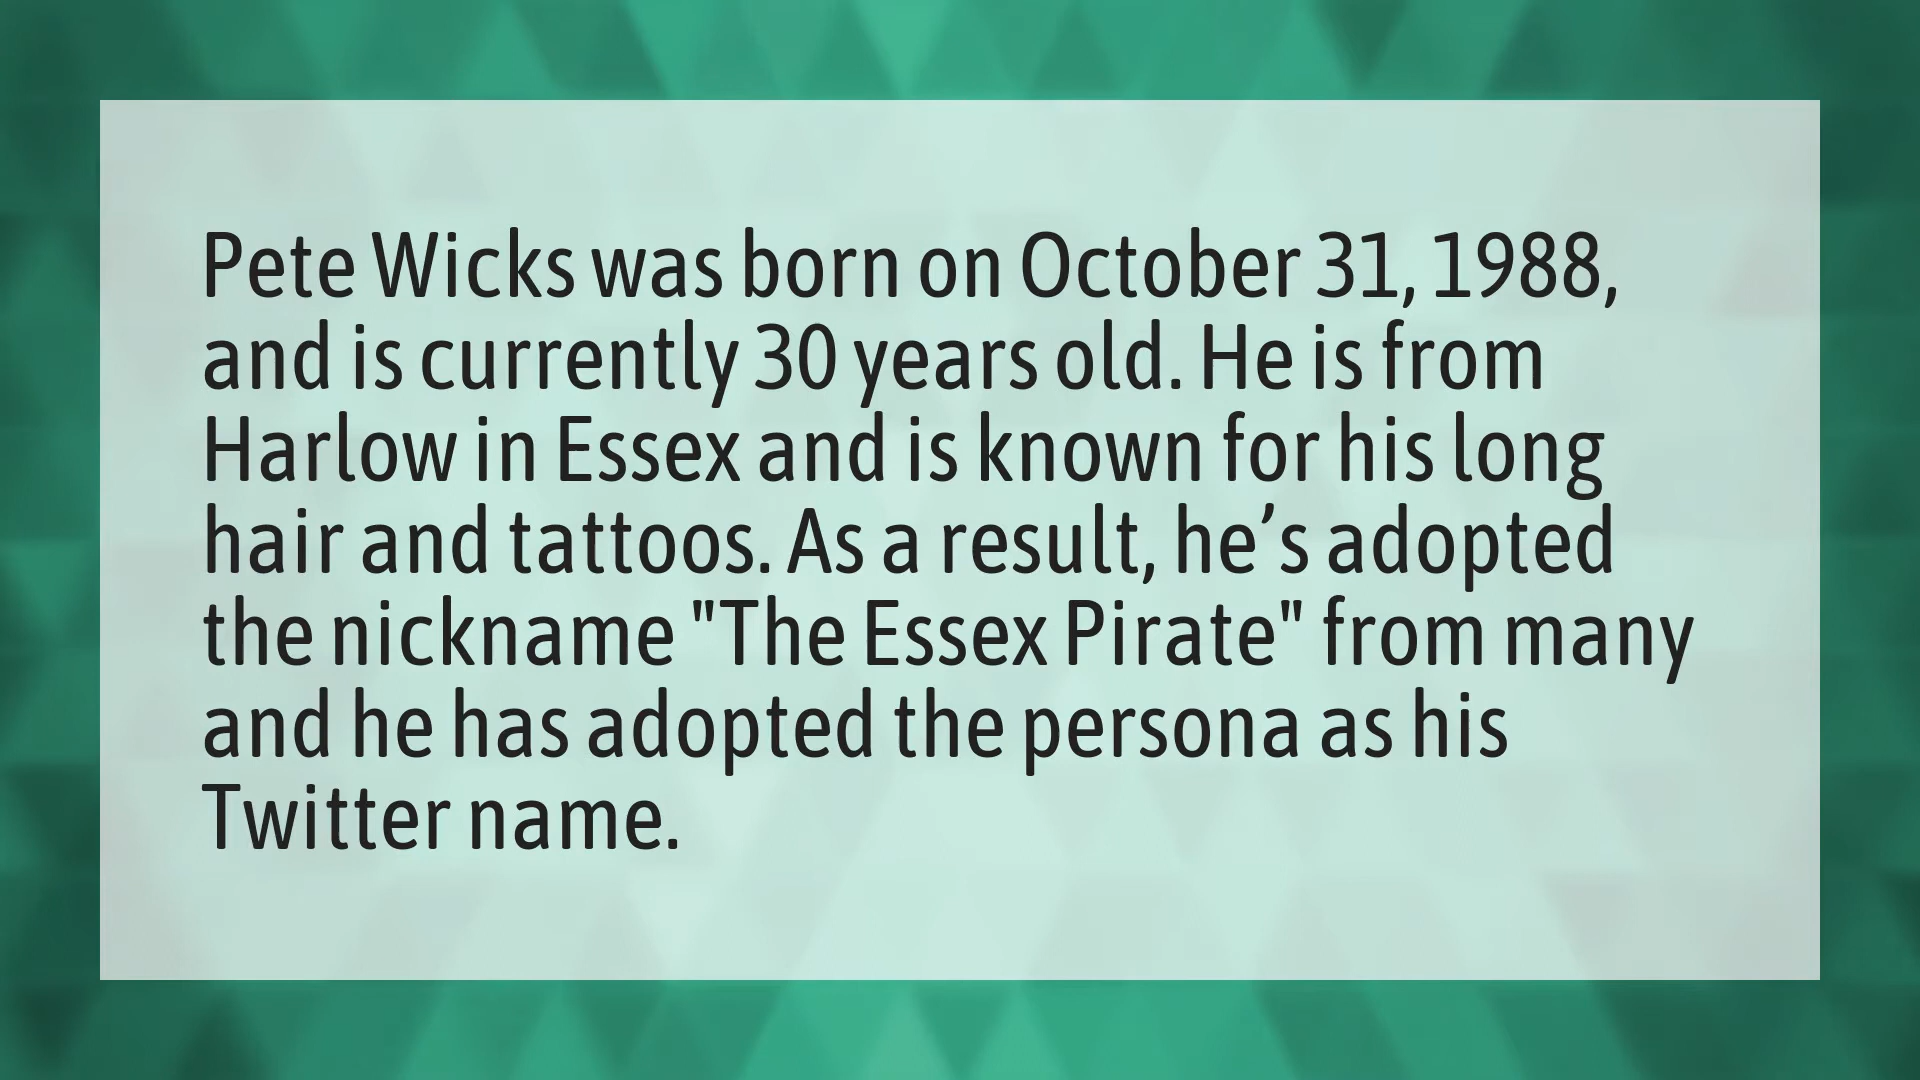 Pete Wicks was born on October 31, 1988,
and is currently 30 years old. He is from
Harlow in Essex and is known for his long
hair and tattoos. As a result, he’s adopted
the nickname "The Essex Pirate" from many
and he has adopted the persona as his
Twitter name.